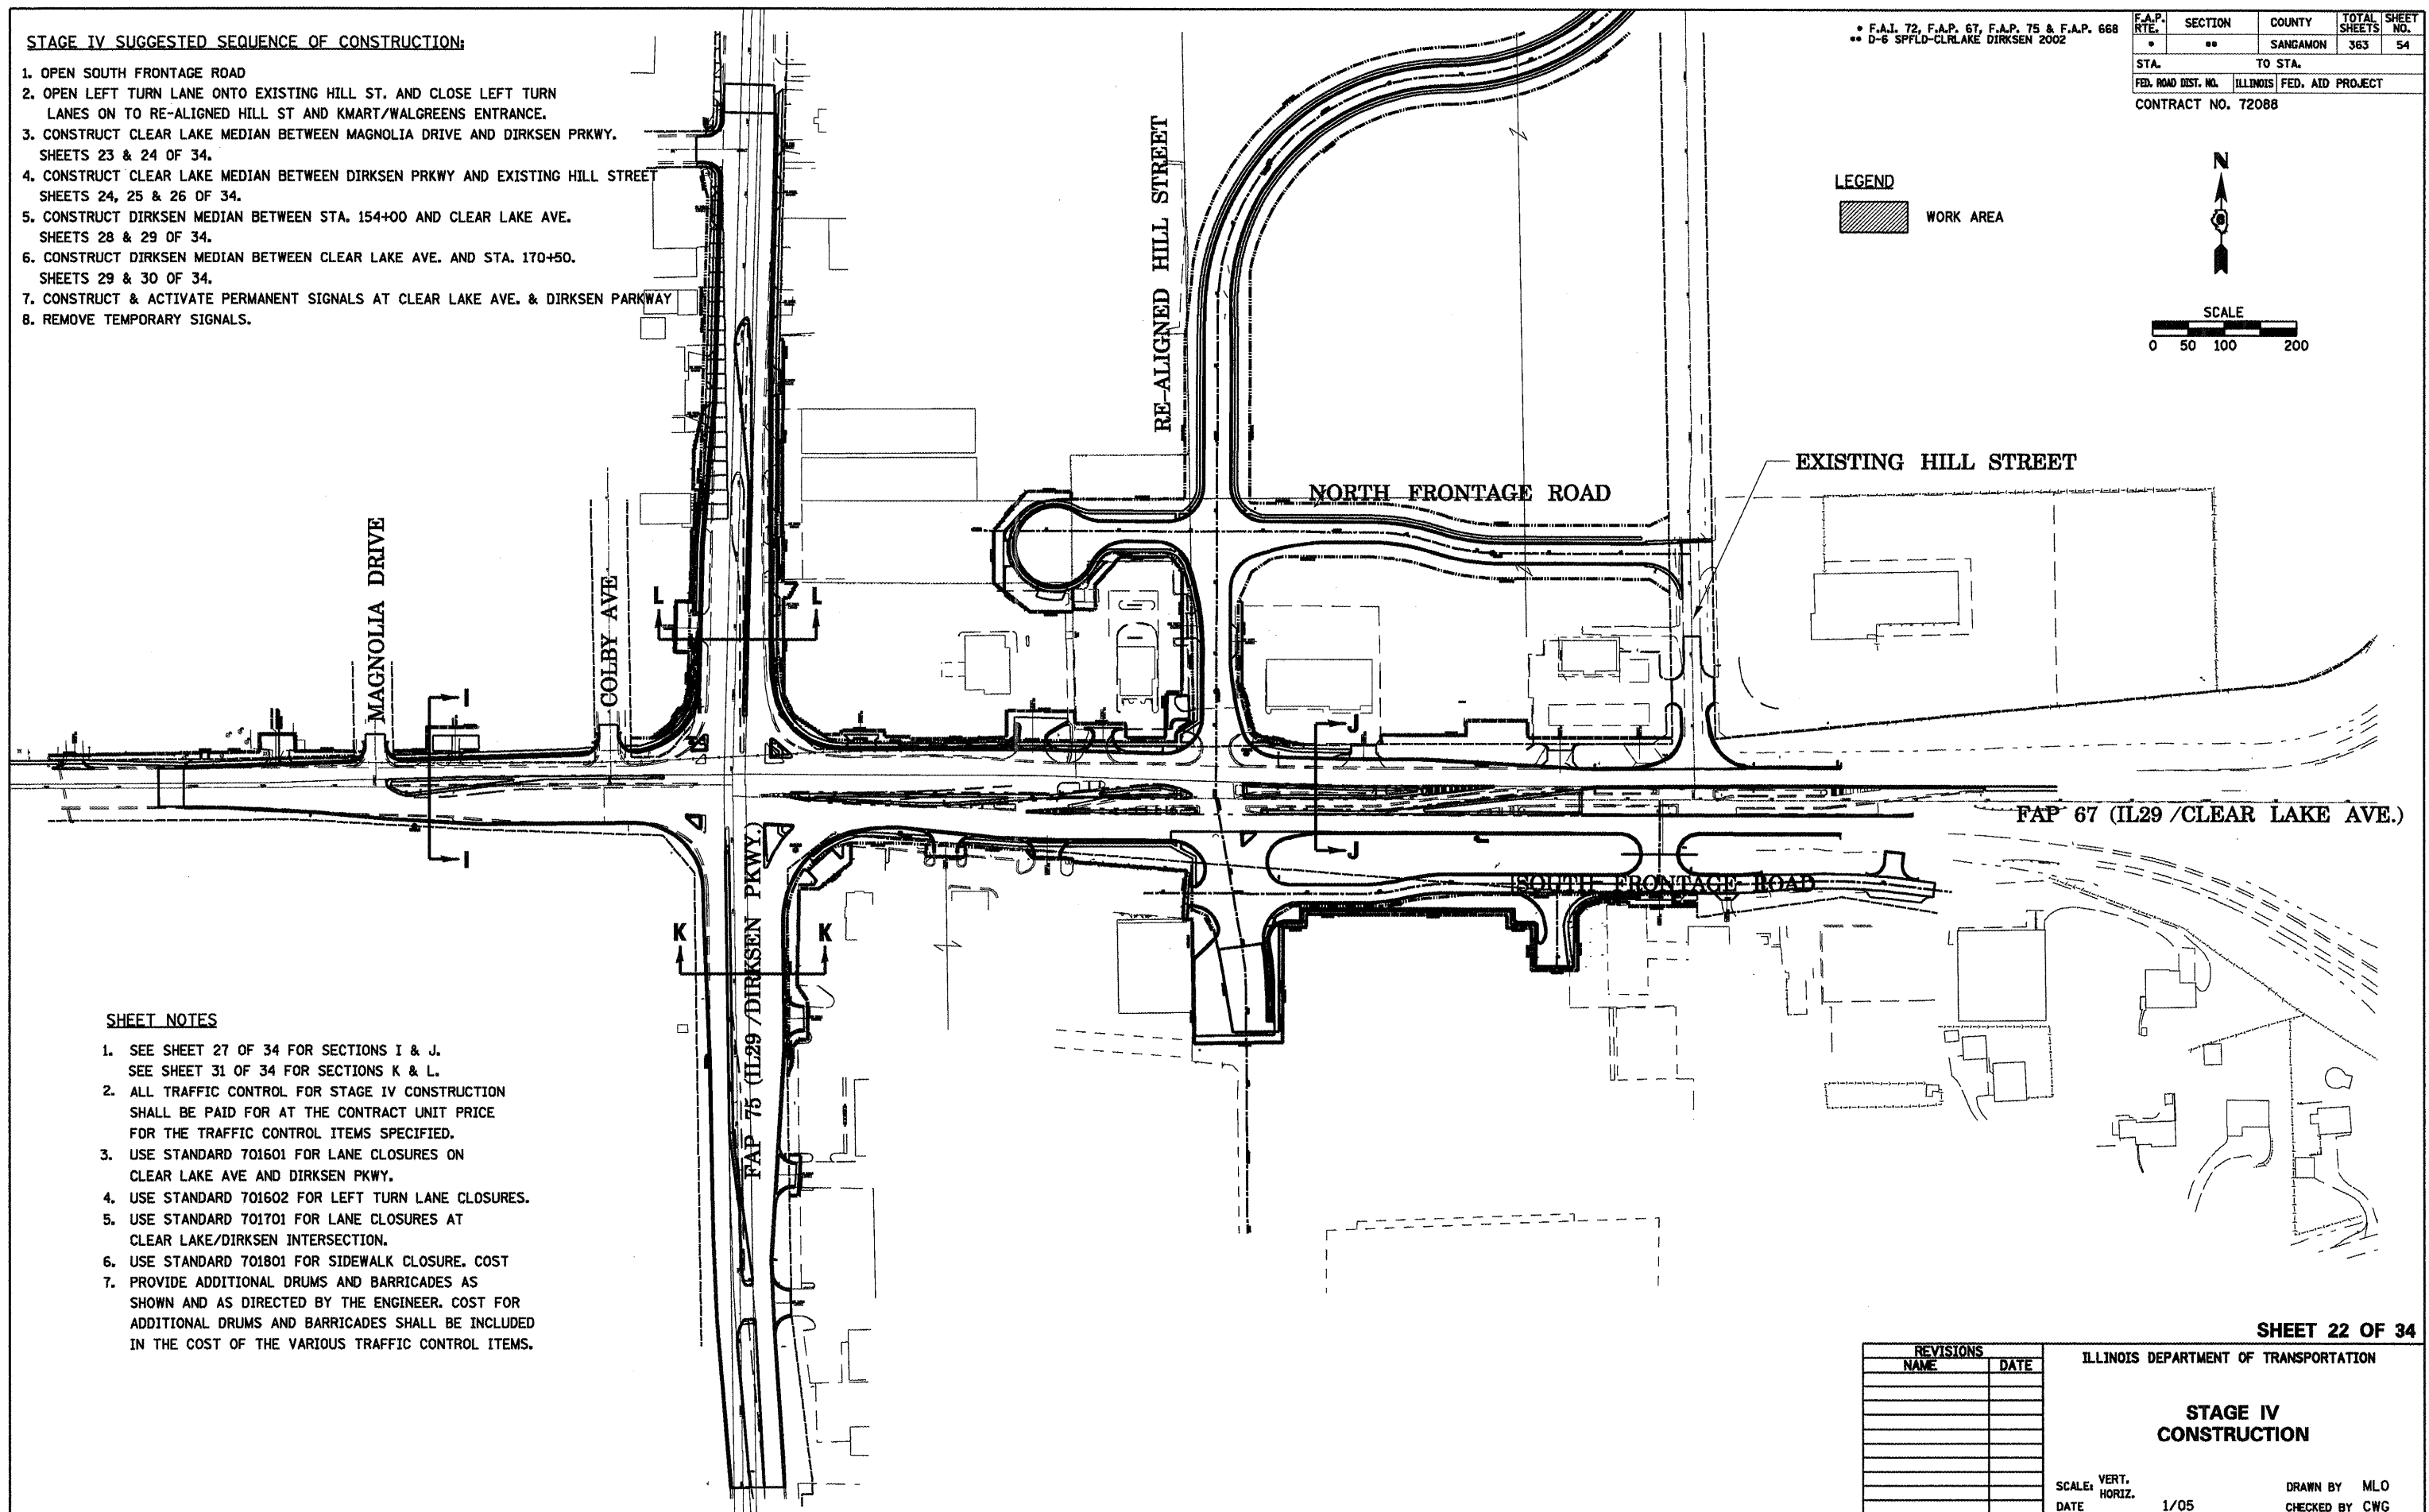 STAGE IV SUGGESTED SEQUENCE OF CONSTRUCTION:
1. OPEN SOUTH FRONTAGE ROAD
2. OPEN LEFT TURN LANE ONTO EXISTING HILL ST. AND CLOSE LEFT TURN
LANES ON TO RE-ALIGNED HILL ST AND KMART/WALGREENS ENTRANCE.
3. CONSTRUCT CLEAR LAKE MEDIAN BETWEEN MAGNOLIA DRIVE AND DIRKSEN PRKWY.
SHEETS 23 & 24 OF 34.
4. CONSTRUCT CLEAR LAKE MEDIAN BETWEEN DIRKSEN PRKWY AND EXISTING HILL STREET
SHEETS 24, 25 & 26 OF 34.
5. CONSTRUCT DIRKSEN MEDIAN BETWEEN STA. 154+00 AND CLEAR LAKE AVE.
SHEETS 28 & 29 OF 34.
6. CONSTRUCT DIRKSEN MEDIAN BETWEEN CLEAR LAKE AVE. AND STA. 170+50.
SHEETS 29 & 30 OF 34.
7. CONSTRUCT & ACTIVATE PERMANENT SIGNALS AT CLEAR LAKE AVE. & DIRKSEN PARKWAY
8. REMOVE TEMPORARY SIGNALS.
* F.A.I. 72, F.A.P. 67, F.A.P. 75 & F.A.P. 668
** D-6 SPFLD-CLRLAKE DIRKSEN 2002
F.A.P. RTE. SECTION COUNTY TOTAL SHEETS SHEET NO.
* ** SANGAMON 363 54
STA. TO STA.
FED. ROAD DIST. NO. ILLINOIS FED. AID PROJECT
CONTRACT NO. 72088
N
LEGEND
WORK AREA
SCALE
0 50 100 200
RE-ALIGNED HILL STREET
EXISTING HILL STREET
NORTH FRONTAGE ROAD
MAGNOLIA DRIVE
COLBY AVE
L L
I
I
J
J
FAP 67 (IL29 /CLEAR LAKE AVE.)
SOUTH FRONTAGE ROAD
K K
FAP 75 (IL29 /DIRKSEN PKWY.)
SHEET NOTES
1. SEE SHEET 27 OF 34 FOR SECTIONS I & J.
SEE SHEET 31 OF 34 FOR SECTIONS K & L.
2. ALL TRAFFIC CONTROL FOR STAGE IV CONSTRUCTION
SHALL BE PAID FOR AT THE CONTRACT UNIT PRICE
FOR THE TRAFFIC CONTROL ITEMS SPECIFIED.
3. USE STANDARD 701601 FOR LANE CLOSURES ON
CLEAR LAKE AVE AND DIRKSEN PKWY.
4. USE STANDARD 701602 FOR LEFT TURN LANE CLOSURES.
5. USE STANDARD 701701 FOR LANE CLOSURES AT
CLEAR LAKE/DIRKSEN INTERSECTION.
6. USE STANDARD 701801 FOR SIDEWALK CLOSURE. COST
7. PROVIDE ADDITIONAL DRUMS AND BARRICADES AS
SHOWN AND AS DIRECTED BY THE ENGINEER. COST FOR
ADDITIONAL DRUMS AND BARRICADES SHALL BE INCLUDED
IN THE COST OF THE VARIOUS TRAFFIC CONTROL ITEMS.
SHEET 22 OF 34
REVISIONS
NAME DATE
ILLINOIS DEPARTMENT OF TRANSPORTATION
STAGE IV
CONSTRUCTION
SCALE: VERT. HORIZ.
DRAWN BY MLO
DATE 1/05
CHECKED BY CWG